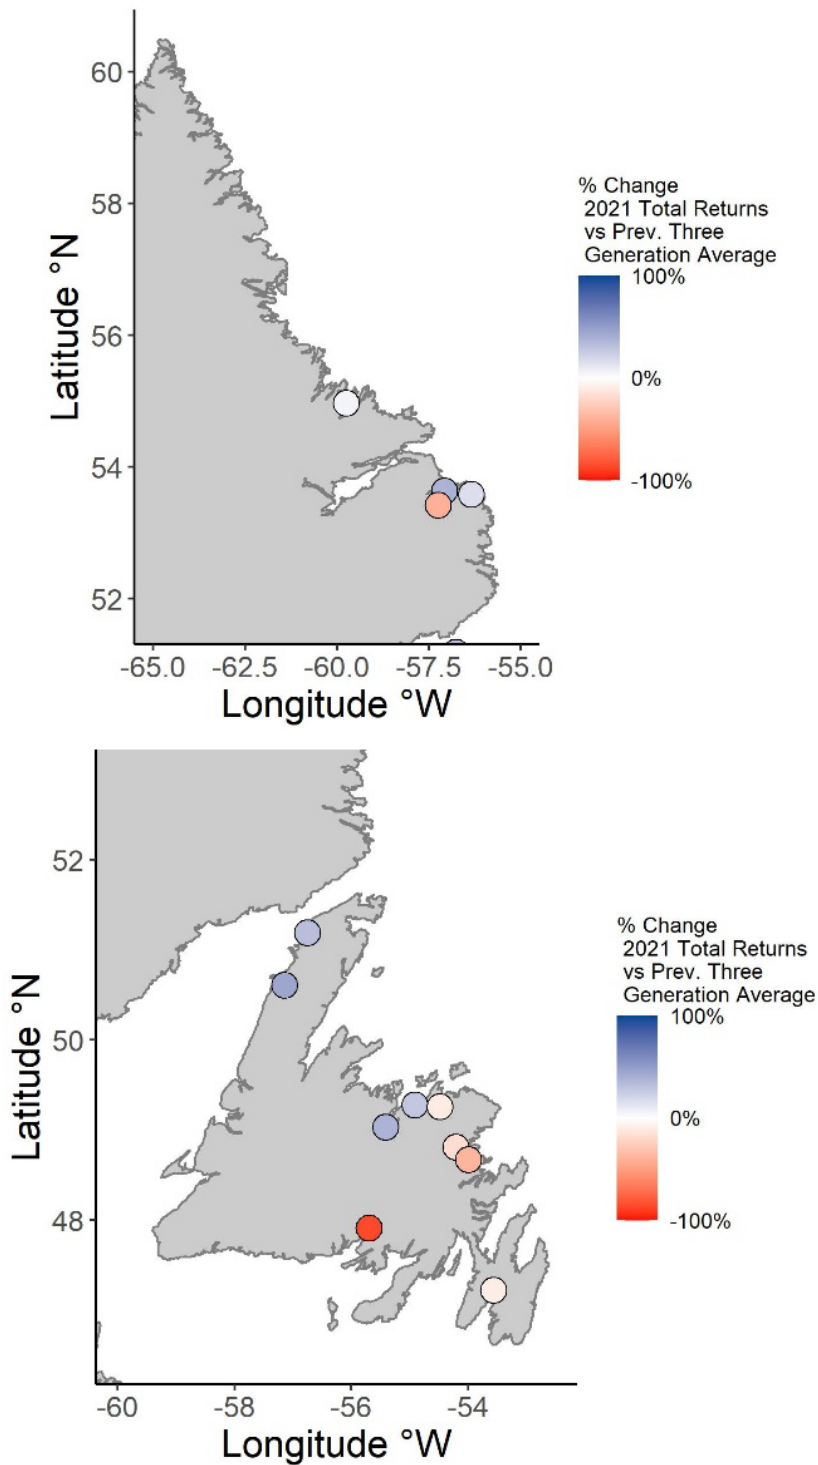 60
58
56
54
52
Latitude °N
-65.0 -62.5 -60.0 -57.5 -55.0
Longitude °W
% Change
2021 Total Returns
vs Prev. Three
Generation Average
100%
0%
-100%
52
50
48
Latitude °N
-60 -58 -56 -54
Longitude °W
% Change
2021 Total Returns
vs Prev. Three
Generation Average
100%
0%
-100%